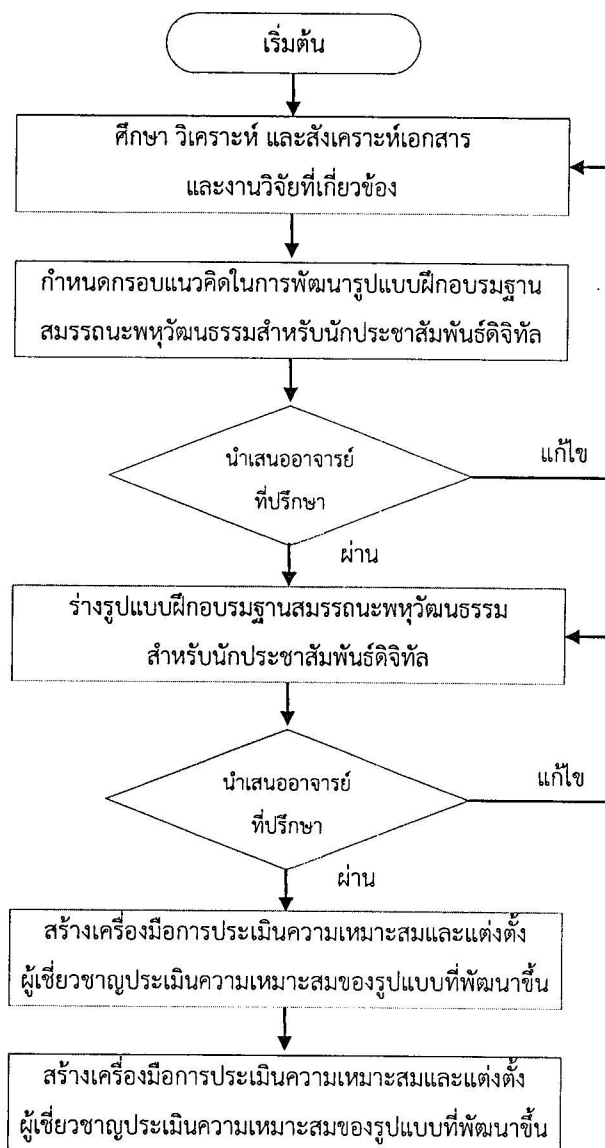 เริ่มต้น
ศึกษา วิเคราะห์ และสังเคราะห์เอกสาร
และงานวิจัยที่เกี่ยวข้อง
กำหนดกรอบแนวคิดในการพัฒนารูปแบบฝึกอบรมฐาน
สมรรถนะพหุวัฒนธรรมสำหรับนักประชาสัมพันธ์ดิจิทัล
นำเสนออาจารย์
ที่ปรึกษา
แก้ไข
ผ่าน
ร่างรูปแบบฝึกอบรมฐานสมรรถนะพหุวัฒนธรรม
สำหรับนักประชาสัมพันธ์ดิจิทัล
นำเสนออาจารย์
ที่ปรึกษา
แก้ไข
ผ่าน
สร้างเครื่องมือการประเมินความเหมาะสมและแต่งตั้ง
ผู้เชี่ยวชาญประเมินความเหมาะสมของรูปแบบที่พัฒนาขึ้น
สร้างเครื่องมือการประเมินความเหมาะสมและแต่งตั้ง
ผู้เชี่ยวชาญประเมินความเหมาะสมของรูปแบบที่พัฒนาขึ้น